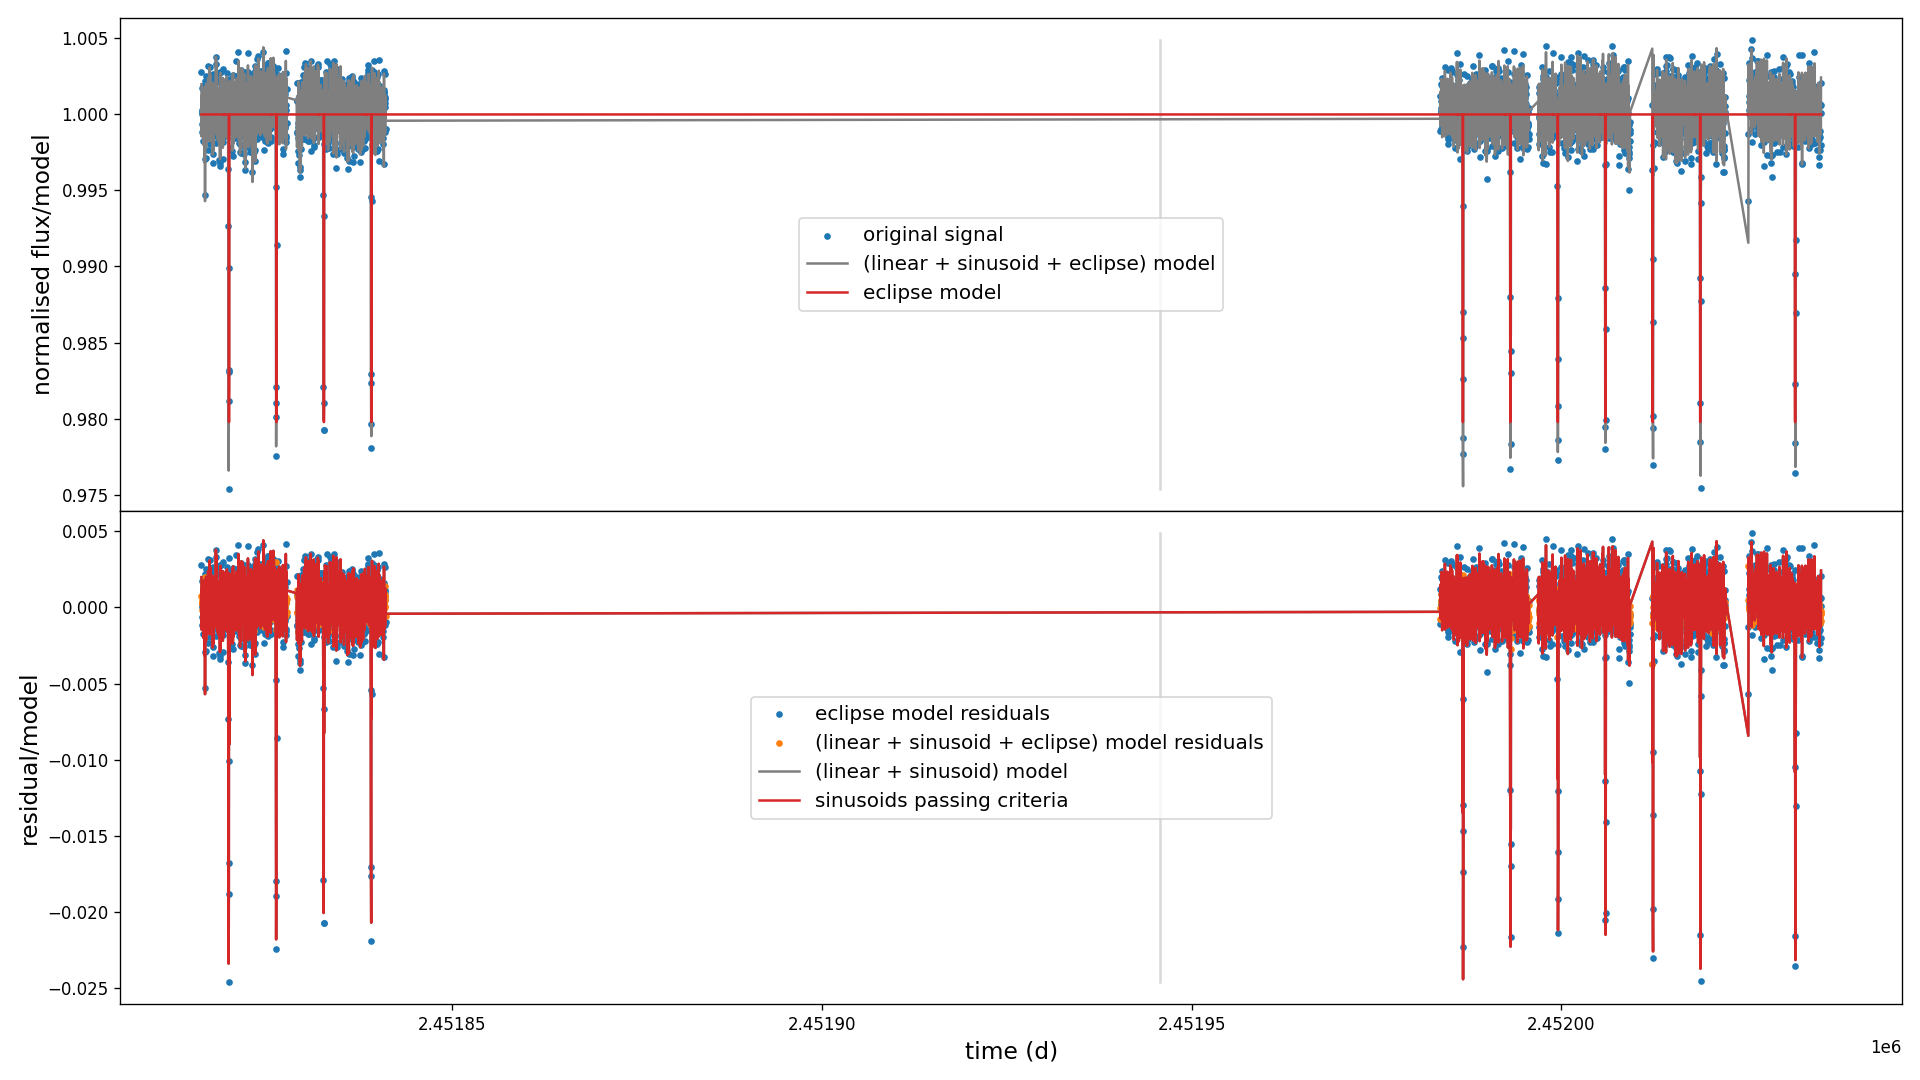 1.005
1.000
0.995
0.990
0.985
0.980
0.975
normalised flux/model
original signal
(linear + sinusoid + eclipse) model
eclipse model
0.005
0.000
−0.005
−0.010
−0.015
−0.020
−0.025
residual/model
eclipse model residuals
(linear + sinusoid + eclipse) model residuals
(linear + sinusoid) model
sinusoids passing criteria
2.45185
2.45190
2.45195
2.45200
1e6
time (d)